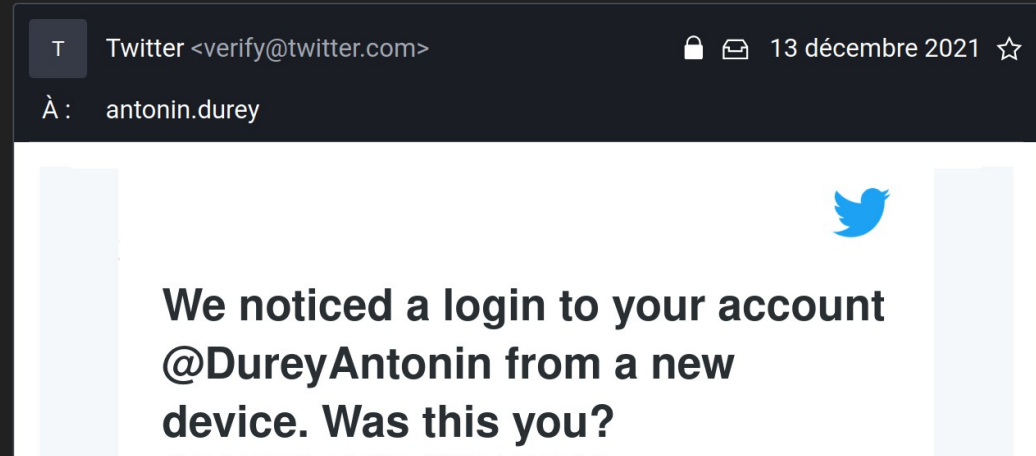 T Twitter <verify@twitter.com> 13 décembre 2021
À : antonin.durey
We noticed a login to your account
@DureyAntonin from a new
device. Was this you?